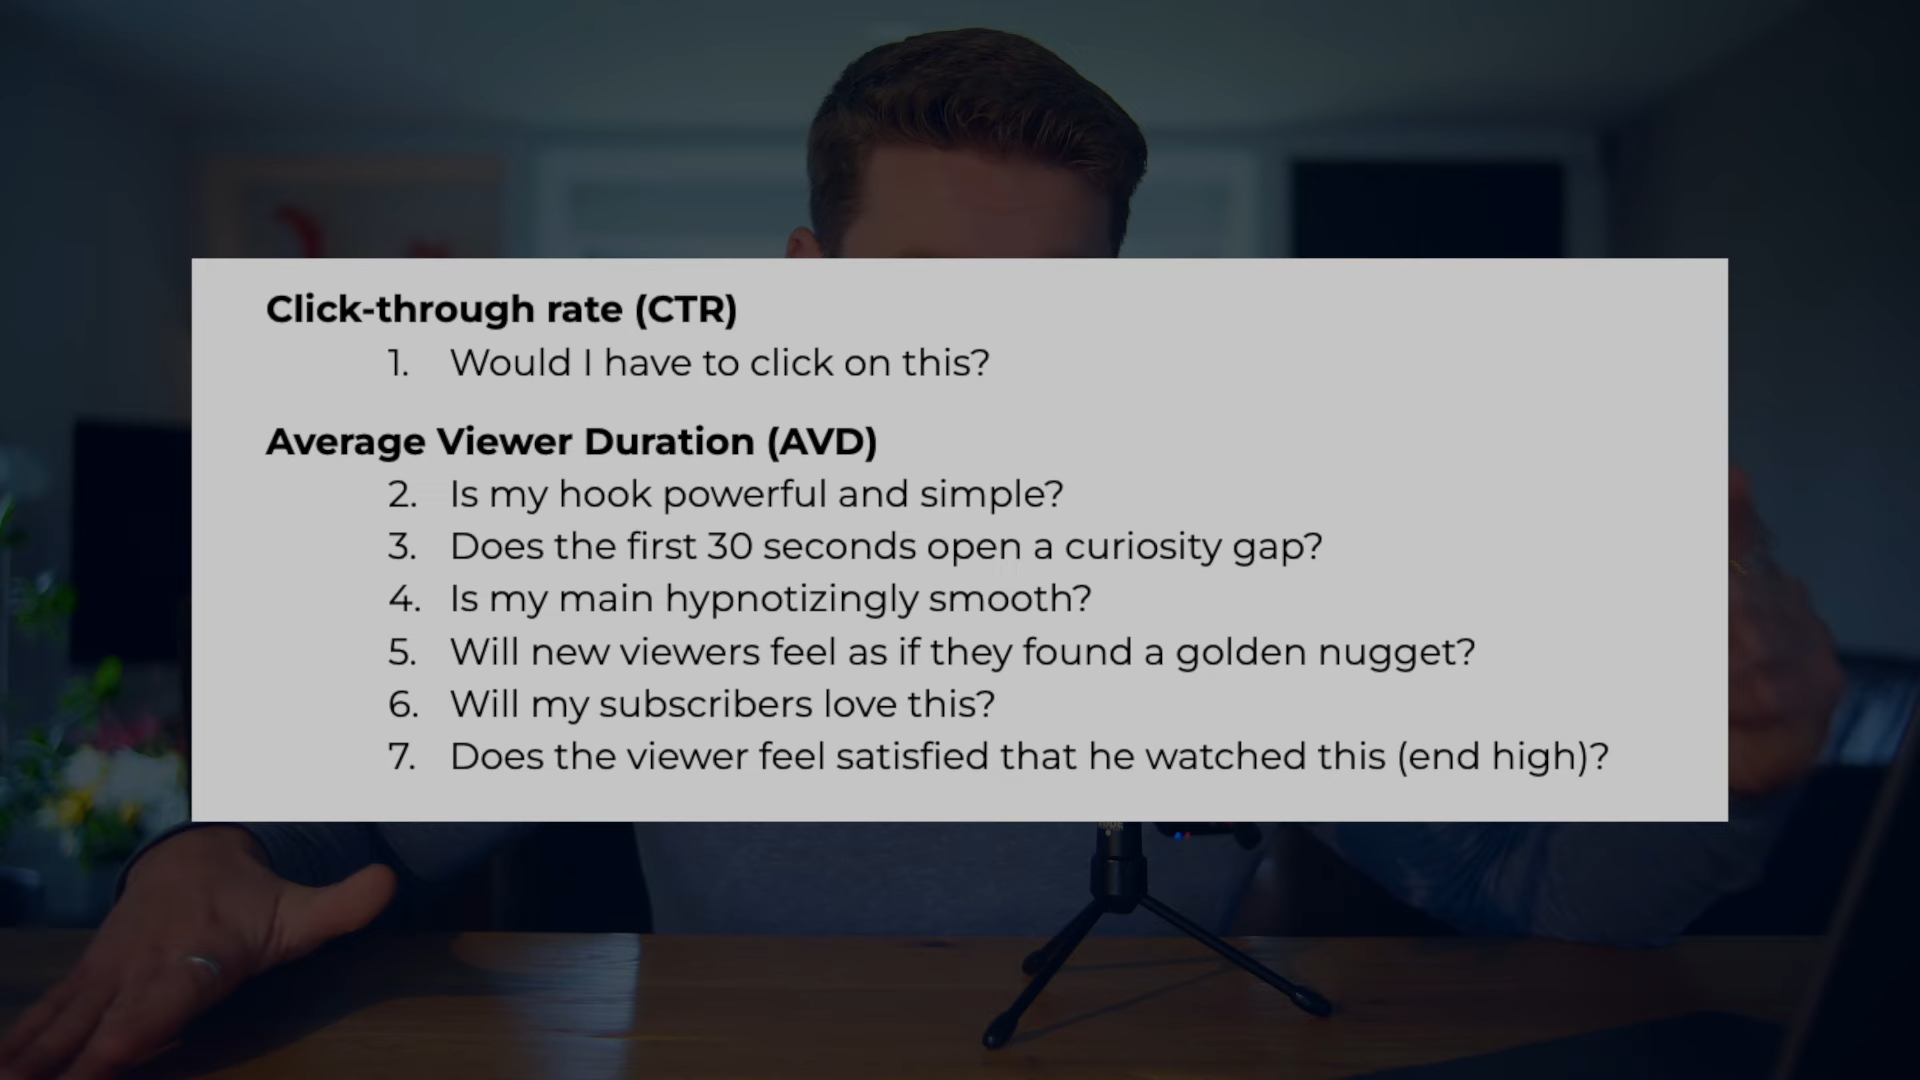 Click-through rate (CTR)
1. Would I have to click on this?
Average Viewer Duration (AVD)
2. Is my hook powerful and simple?
3. Does the first 30 seconds open a curiosity gap?
4. Is my main hypnotizingly smooth?
5. Will new viewers feel as if they found a golden nugget?
6. Will my subscribers love this?
7. Does the viewer feel satisfied that he watched this (end high)?